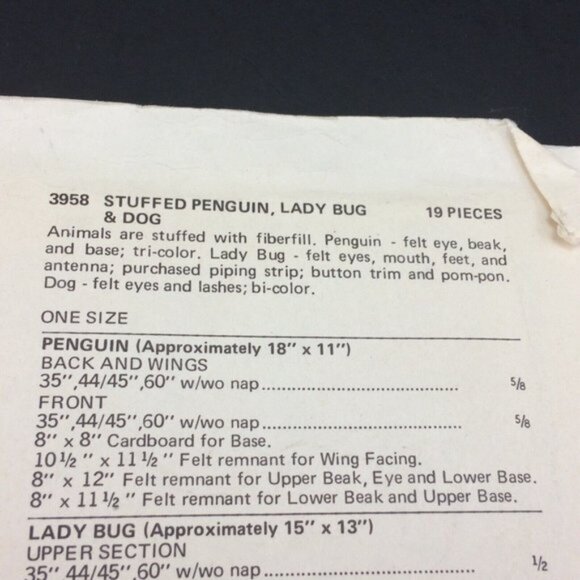 3958 STUFFED PENGUIN, LADY BUG 19 PIECES
& DOG
Animals are stuffed with fiberfill. Penguin - felt eye, beak,
and base; tri-color. Lady Bug - felt eyes, mouth, feet, and
antenna; purchased piping strip; button trim and pom-pon.
Dog - felt eyes and lashes; bi-color.
ONE SIZE
PENGUIN (Approximately 18" x 11")
BACK AND WINGS
35",44/45",60" w/wo nap.......................................... 5/8
FRONT
35",44/45",60" w/wo nap.......................................... 5/8
8" x 8" Cardboard for Base.
10½ " x 11½ " Felt remnant for Wing Facing.
8" x 12" Felt remnant for Upper Beak, Eye and Lower Base.
8" x 11½ " Felt remnant for Lower Beak and Upper Base.
LADY BUG (Approximately 15" x 13")
UPPER SECTION
35" 44/45",60" w/wo nap.......................................... ½